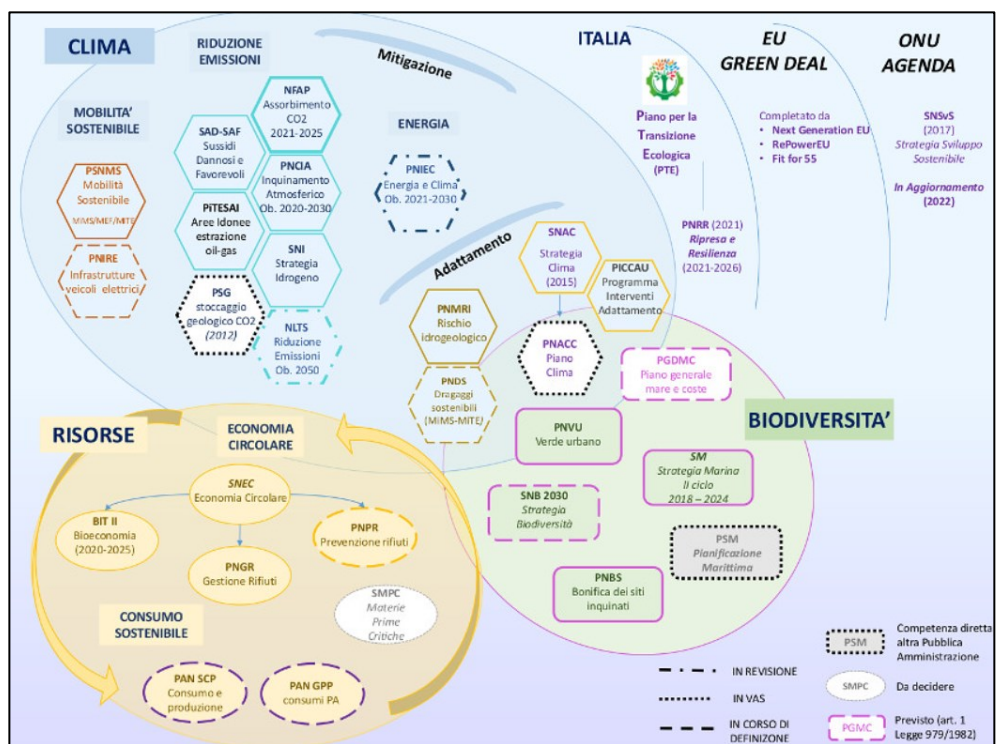 CLIMA
RIDUZIONE
EMISSIONI
Mitigazione
ITALIA
EU
GREEN DEAL
ONU
AGENDA
MOBILITA'
SOSTENIBILE
PSNMS
Mobilità
Sostenibile
MiMS/MEF/MITE
PNIRE
Infrastrutture
veicoli elettrici
NFAP
Assorbimento
CO2
2021-2025
SAD-SAF
Sussidi
Dannosi e
Favorevoli
PNCIA
Inquinamento
Atmosferico
Ob. 2020-2030
PiTESAI
Aree Idonee
estrazione
oil-gas
SNI
Strategia
Idrogeno
PSG
stoccaggio
geologico CO2
(2012)
NLTS
Riduzione
Emissioni
Ob. 2050
ENERGIA
PNIEC
Energia e Clima
Ob. 2021-2030
Adattamento
SNAC
Strategia
Clima
(2015)
PICCAU
Programma
Interventi
Adattamento
PNMRI
Rischio
idrogeologico
PNDS
Dragaggi
sostenibili
(MiMS-MITE)
PNACC
Piano
Clima
Piano per la
Transizione
Ecologica
(PTE)
PNRR (2021)
Ripresa e
Resilienza
(2021-2026)
Completato da
• Next Generation EU
• RePowerEU
• Fit for 55
SNSvS
(2017)
Strategia Sviluppo
Sostenibile
In Aggiornamento
(2022)
PGDMC
Piano generale
mare e coste
BIODIVERSITA'
PNVU
Verde urbano
SM
Strategia Marina
II ciclo
2018 – 2024
SNB 2030
Strategia
Biodiversità
PSM
Pianificazione
Marittima
PNBS
Bonifica dei siti
inquinati
RISORSE
ECONOMIA
CIRCOLARE
SNEC
Economia Circolare
BIT II
Bioeconomia
(2020-2025)
PNPR
Prevenzione rifiuti
PNGR
Gestione Rifiuti
SMPC
Materie
Prime
Critiche
CONSUMO
SOSTENIBILE
PAN SCP
Consumo e
produzione
PAN GPP
consumi PA
IN REVISIONE
IN VAS
IN CORSO DI
DEFINIZONE
PSM
Competenza diretta
altra Pubblica
Amministrazione
SMPC
Da decidere
PGMC
Previsto (art. 1
Legge 979/1982)